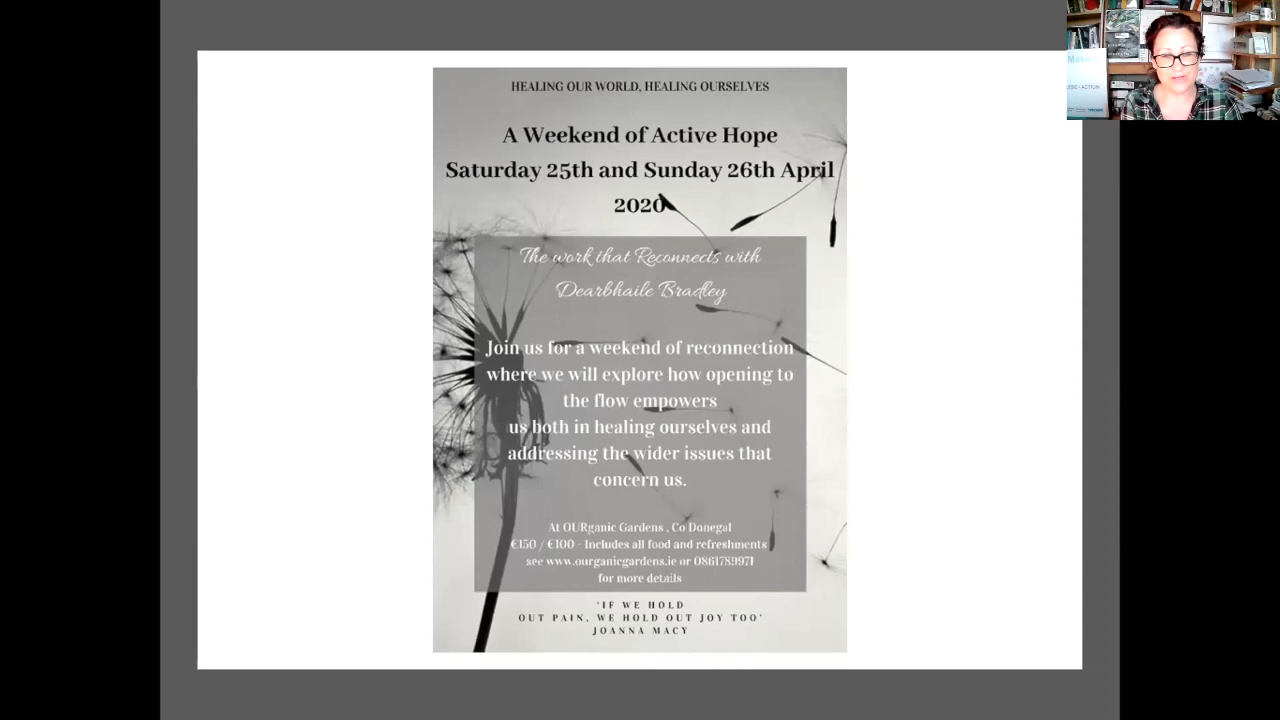 HEALING OUR WORLD, HEALING OURSELVES
A Weekend of Active Hope
Saturday 25th and Sunday 26th April
2020
The work that Reconnects with
Dearbhaile Bradley
Join us for a weekend of reconnection
where we will explore how opening to
the flow empowers
us both in healing ourselves and
addressing the wider issues that
concern us.
At OURganic Gardens , Co Donegal
€150 / €100 - Includes all food and refreshments
see www.ourganicgardens.ie or 0861789971
for more details
'IF WE HOLD
OUT PAIN, WE HOLD OUT JOY TOO'
JOANNA MACY
Makers
ACTION